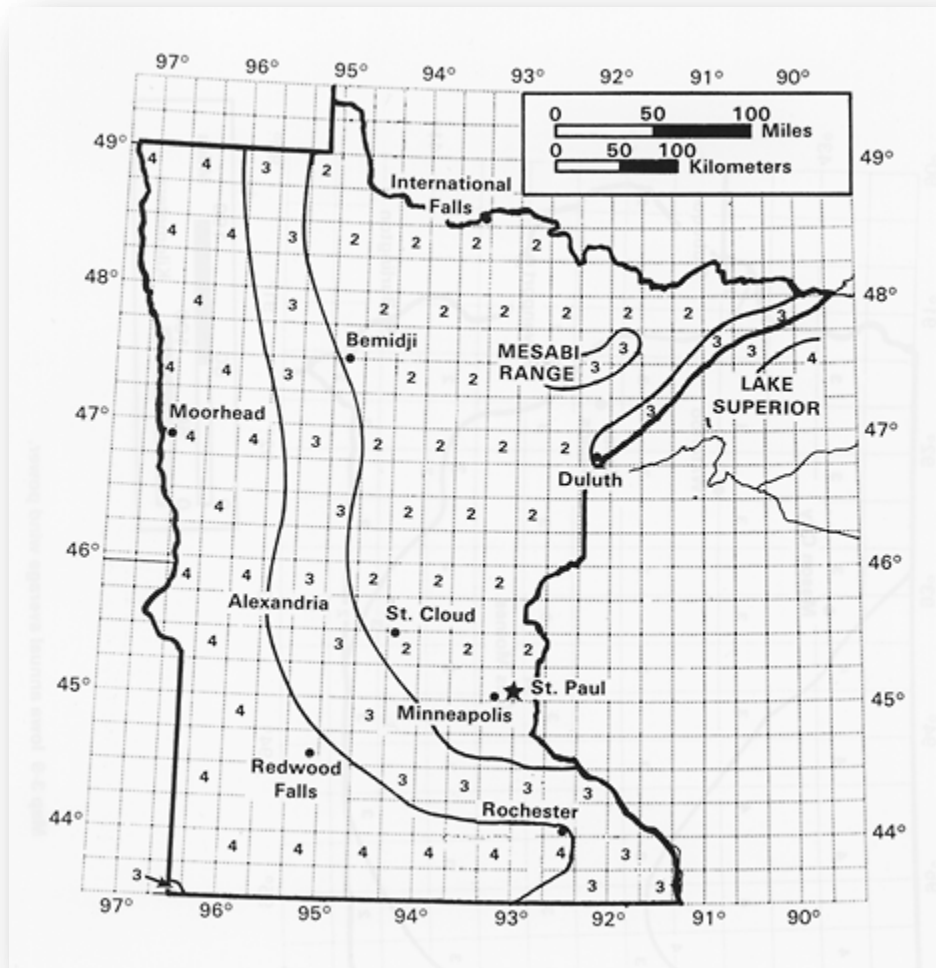 97° 96° 95° 94° 93° 92° 91° 90°
0 50 100
Miles
0 50 100
Kilometers
49° 49°
4 4 3 2
International
Falls
4 4 3 2 2 2 2
48° 48°
4 3 2 2 2 2 2 2 3
Bemidji
MESABI
RANGE
3 3 3 3 4
4 4 3 2 2
LAKE
SUPERIOR
Moorhead
3
47° 47°
4 4 3 2 2 2 2
Duluth
4 3 2 2 2
46° 46°
4 4 3 2 2 2
Alexandria
St. Cloud
4 3 2 2 2
45° 45°
St. Paul
4 3
Minneapolis
Redwood
Falls
4 3 3 3 3
Rochester
44° 44°
4 4 4 4 4 4 3
3 3 3
97° 96° 95° 94° 93° 92° 91° 90°